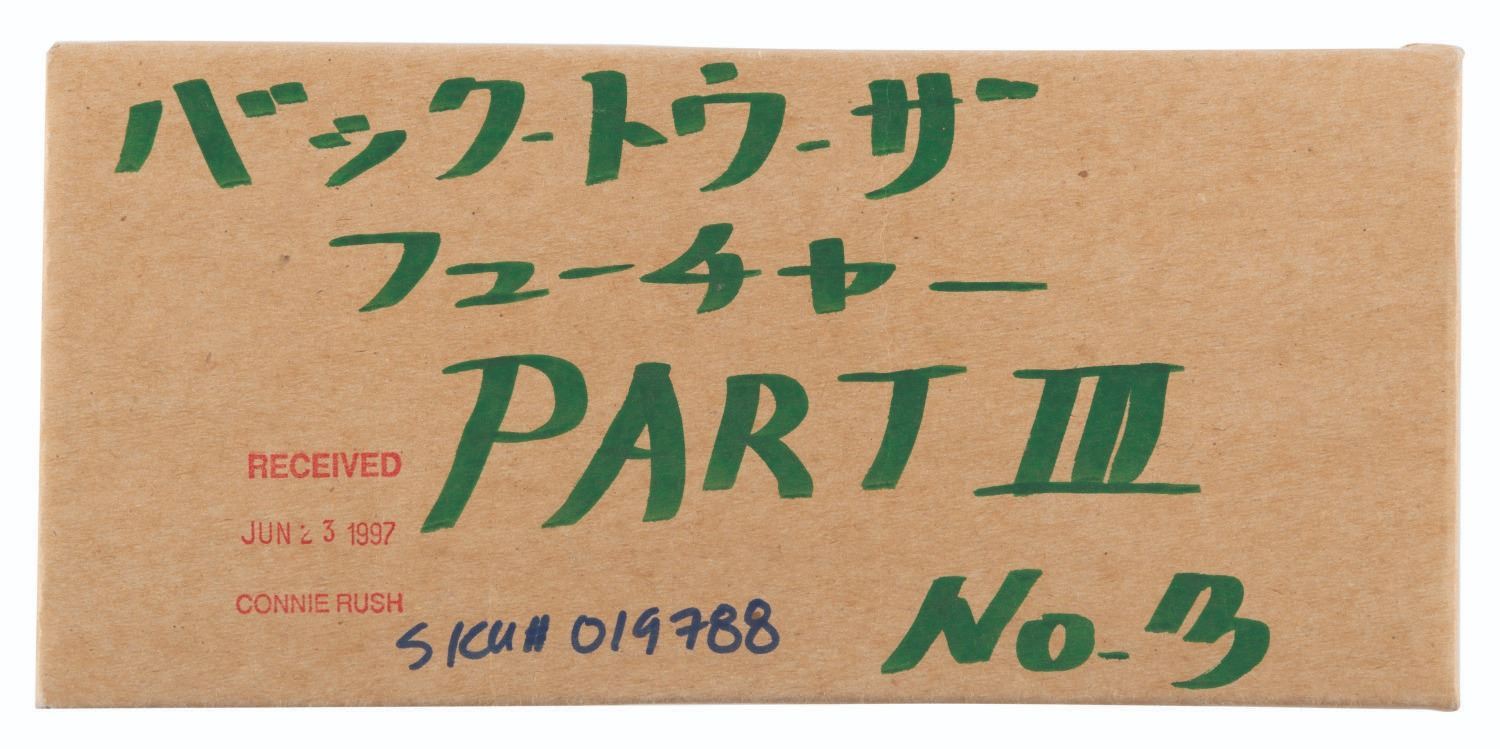 バック-トウ-ザ
フューチャー
PART III
RECEIVED
JUN 23 1997
CONNIE RUSH
SKU# 019788
No-3